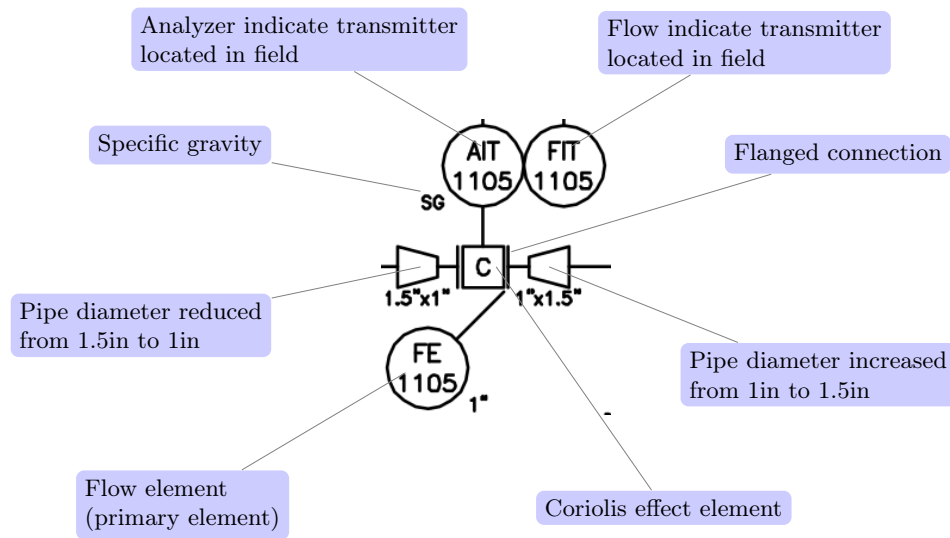 Analyzer indicate transmitter
located in field
Flow indicate transmitter
located in field
Specific gravity
Flanged connection
AIT
1105
FIT
1105
SG
C
1.5"x1"
1"x1.5"
Pipe diameter reduced
from 1.5in to 1in
FE
1105
1"
Pipe diameter increased
from 1in to 1.5in
Flow element
(primary element)
Coriolis effect element